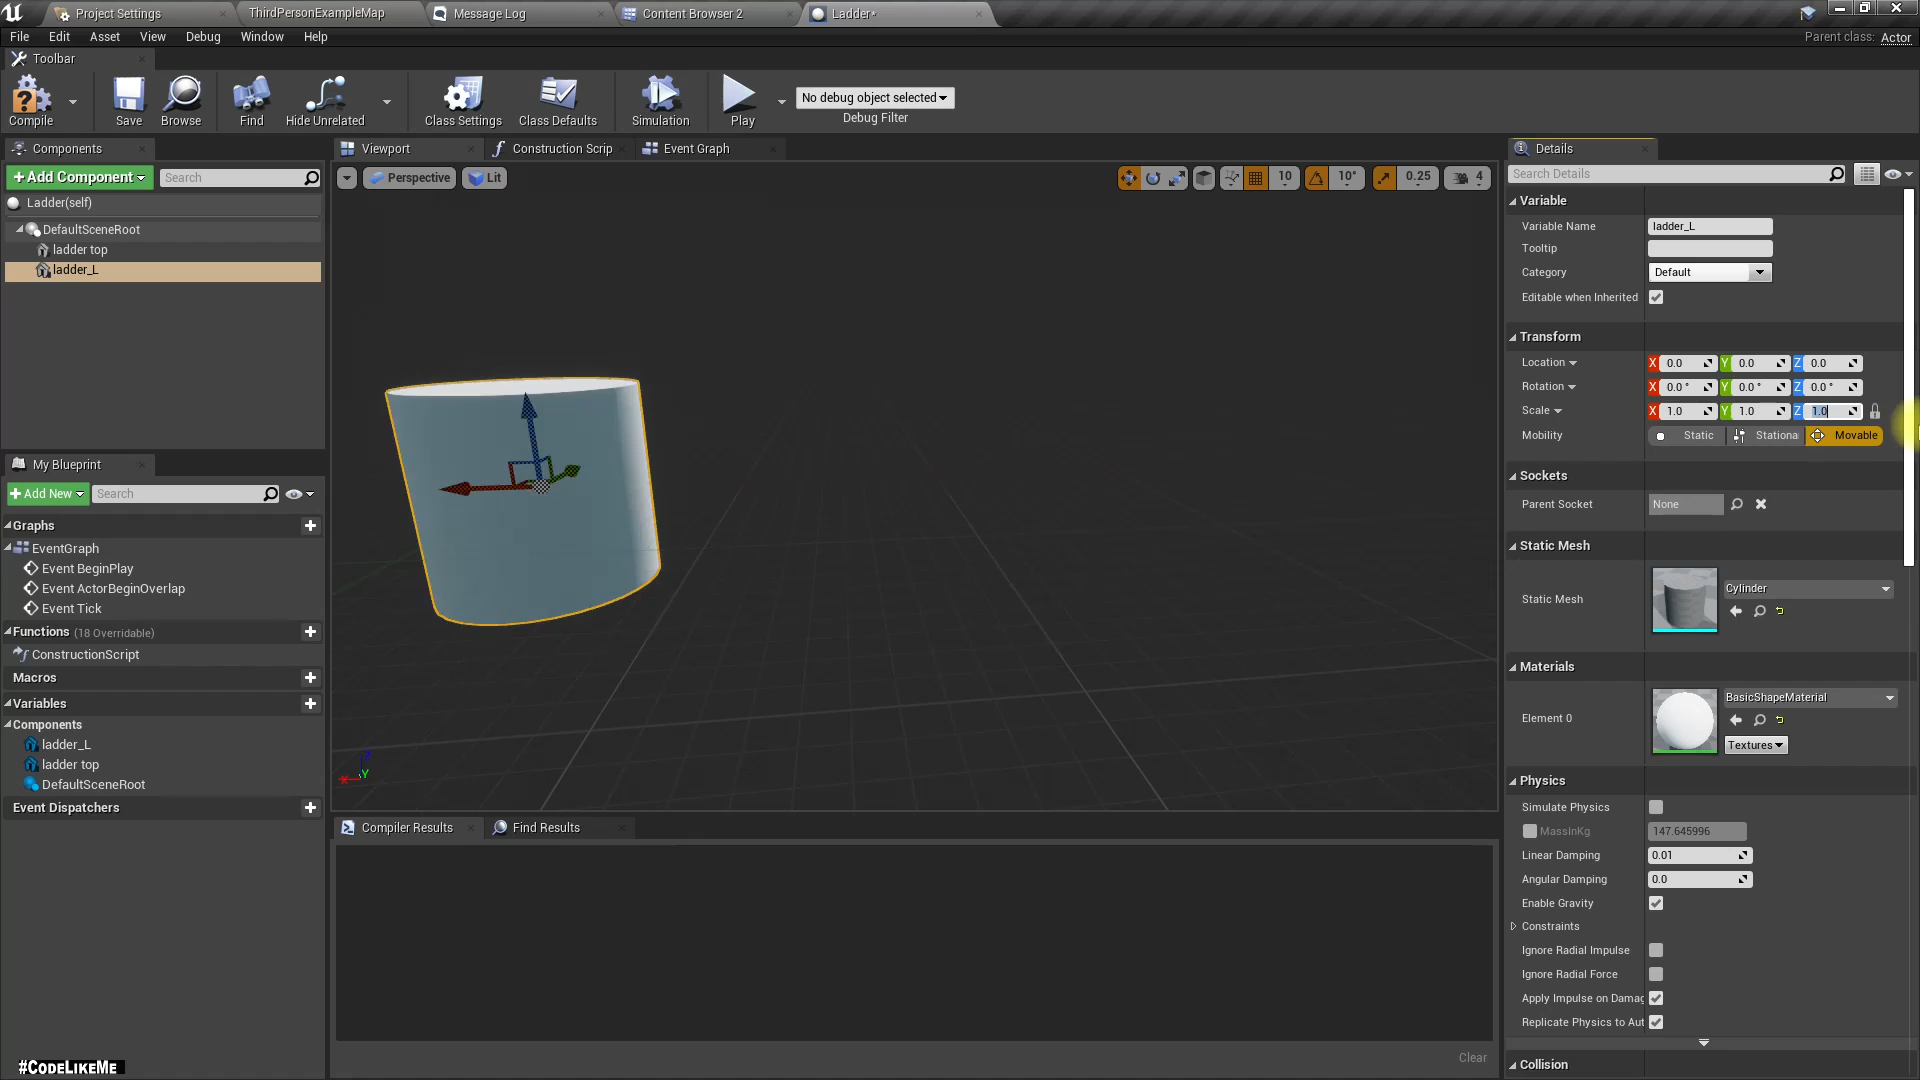 Project Settings
ThirdPersonExampleMap
Message Log
Content Browser 2
Ladder*
File Edit Asset View Debug Window Help
Parent class: Actor
Toolbar
Compile
Save
Browse
Find
Hide Unrelated
Class Settings
Class Defaults
Simulation
Play
No debug object selected
Debug Filter
Components
+Add Component
Search
Ladder(self)
DefaultSceneRoot
ladder top
ladder_L
My Blueprint
+Add New
Search
Graphs
EventGraph
Event BeginPlay
Event ActorBeginOverlap
Event Tick
Functions (18 Overridable)
ConstructionScript
Macros
Variables
Components
ladder_L
ladder top
DefaultSceneRoot
Event Dispatchers
#CODELIKEME
Viewport
Construction Scrip
Event Graph
Perspective
Lit
10
10°
0.25
4
X
Y
Z
Compiler Results
Find Results
Clear
Details
Search Details
Variable
Variable Name ladder_L
Tooltip
Category Default
Editable when Inherited
Transform
Location X 0.0 Y 0.0 Z 0.0
Rotation X 0.0 ° Y 0.0 ° Z 0.0 °
Scale X 1.0 Y 1.0 Z 1.0
Mobility Static Stationa Movable
Sockets
Parent Socket None
Static Mesh
Static Mesh Cylinder
Materials
Element 0 BasicShapeMaterial
Textures
Physics
Simulate Physics
MassInKg 147.645996
Linear Damping 0.01
Angular Damping 0.0
Enable Gravity
Constraints
Ignore Radial Impulse
Ignore Radial Force
Apply Impulse on Damag
Replicate Physics to Aut
Collision